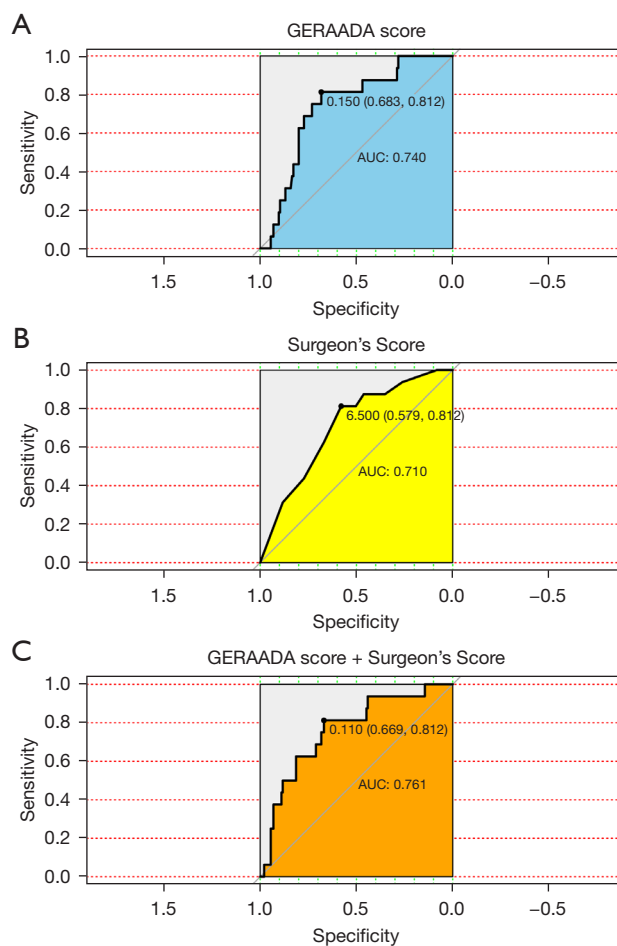 A
GERAADA score
1.0
0.8
0.6
0.4
0.2
0.0
Sensitivity
0.150 (0.683, 0.812)
AUC: 0.740
1.5 1.0 0.5 0.0 −0.5
Specificity
B
Surgeon’s Score
1.0
0.8
0.6
0.4
0.2
0.0
Sensitivity
6.500 (0.579, 0.812)
AUC: 0.710
1.5 1.0 0.5 0.0 −0.5
Specificity
C
GERAADA score + Surgeon’s Score
1.0
0.8
0.6
0.4
0.2
0.0
Sensitivity
0.110 (0.669, 0.812)
AUC: 0.761
1.5 1.0 0.5 0.0 −0.5
Specificity